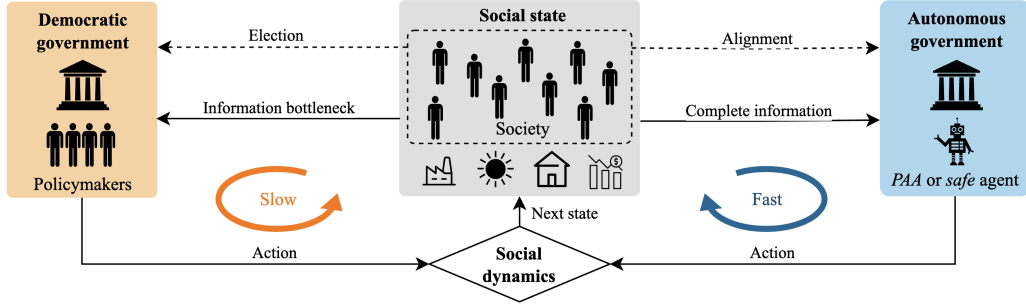 Democratic
government
Policymakers
Election
Information bottleneck
Slow
Action
Social state
Society
Next state
Social
dynamics
Alignment
Complete information
Fast
Action
Autonomous
government
PAA or safe agent